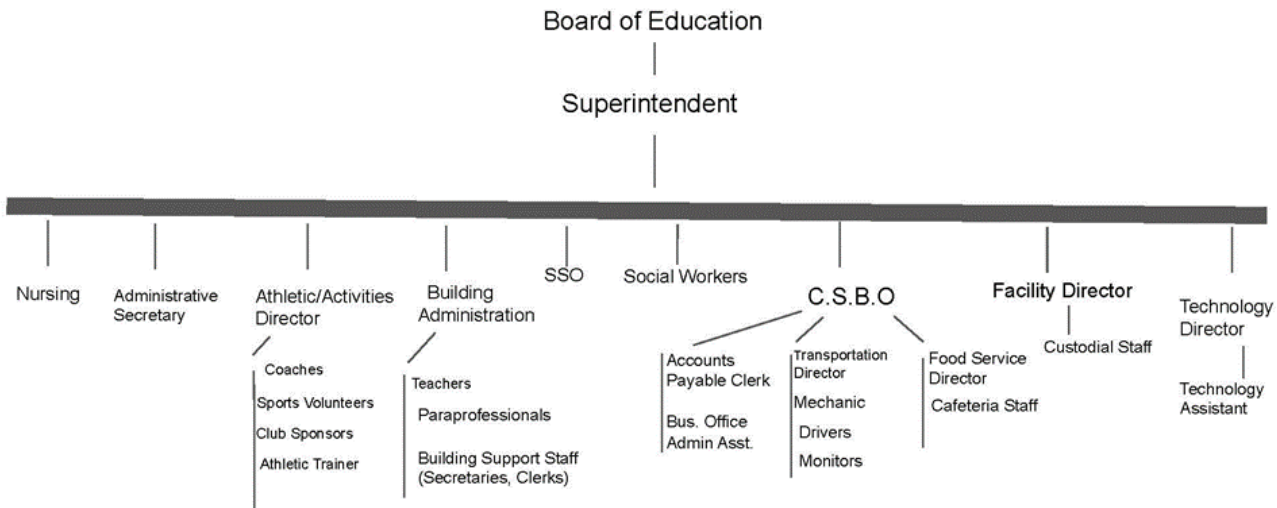 Board of Education
Superintendent
Nursing
Administrative
Secretary
Athletic/Activities
Director
Coaches
Sports Volunteers
Club Sponsors
Athletic Trainer
Building
Administration
Teachers
Paraprofessionals
Building Support Staff
(Secretaries, Clerks)
SSO
Social Workers
C.S.B.O
Accounts
Payable Clerk
Bus. Office
Admin Asst.
Transportation
Director
Mechanic
Drivers
Monitors
Food Service
Director
Cafeteria Staff
Facility Director
Custodial Staff
Technology
Director
Technology
Assistant